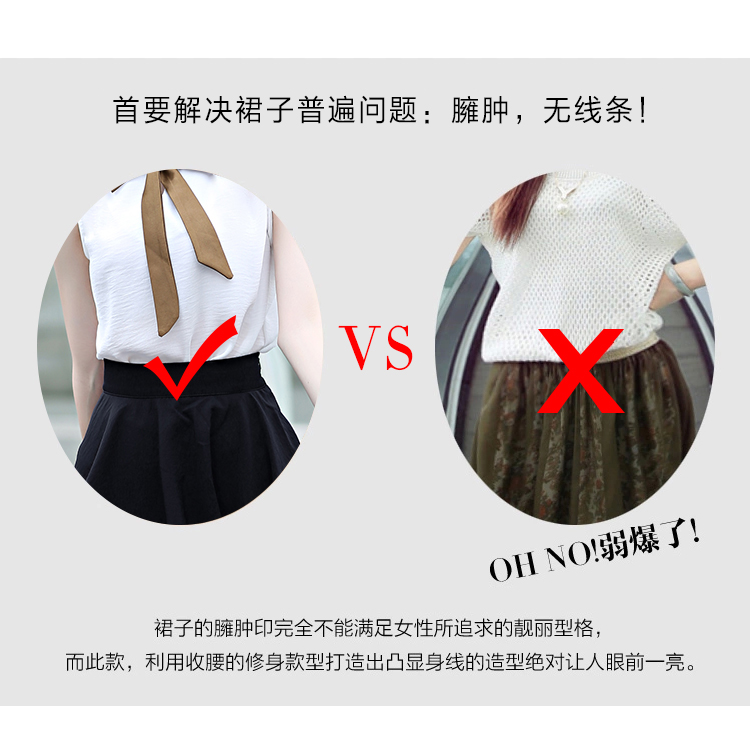 首要解决裙子普遍问题：臃肿，无线条！
VS
X
OH NO!弱爆了!
裙子的臃肿印完全不能满足女性所追求的靓丽型格，
而此款，利用收腰的修身款型打造出凸显身线的造型绝对让人眼前一亮。